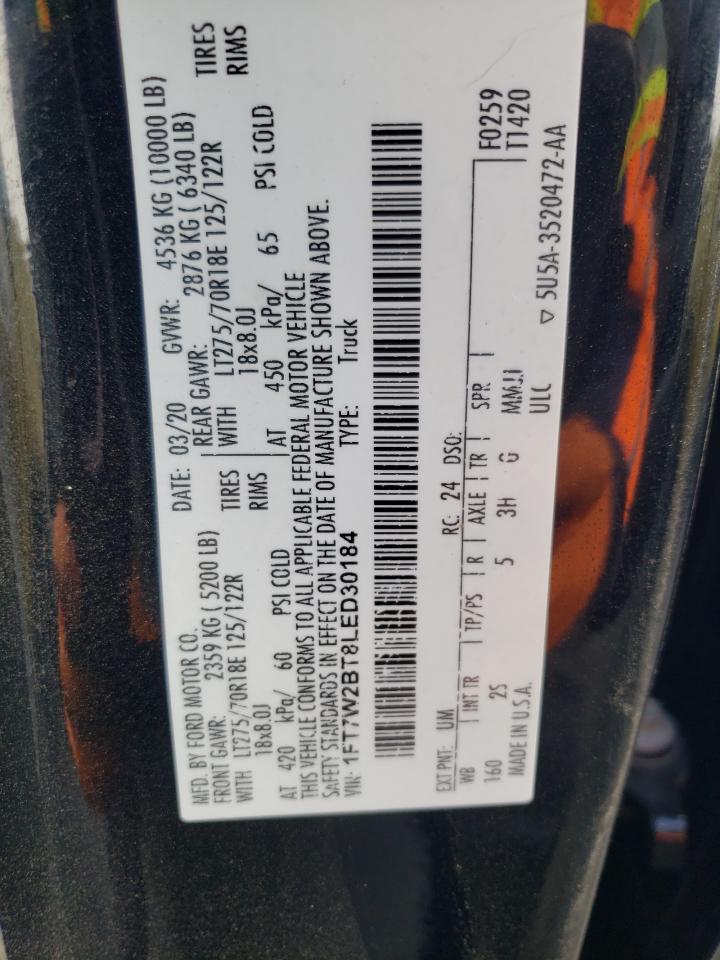 MFD. BY FORD MOTOR CO.
DATE: 03/20 GVWR: 4536 KG (10000 LB)
FRONT GAWR: 2359 KG ( 5200 LB) REAR GAWR: 2876 KG ( 6340 LB)
WITH LT275/70R18E 125/122R TIRES WITH LT275/70R18E 125/122R TIRES
18x8.0J RIMS 18x8.0J RIMS
AT 420 kPa/ 60 PSI COLD AT 450 kPa/ 65 PSI COLD
THIS VEHICLE CONFORMS TO ALL APPLICABLE FEDERAL MOTOR VEHICLE
SAFETY STANDARDS IN EFFECT ON THE DATE OF MANUFACTURE SHOWN ABOVE.
VIN: 1FT7W2BT8LED30184 TYPE: Truck
F0259
T1420
EXT PNT: UM RC: 24 DSO:
WB INT TR TP/PS R AXLE TR SPR
160 2S 5 3H G
ULC
MADE IN U.S.A.
▽ 5U5A-3520472-AA